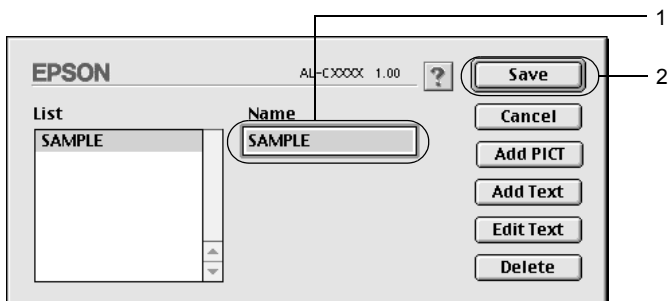 1
EPSON
AL-CXXXX 1.00
?
Save
2
List
Name
Cancel
SAMPLE
SAMPLE
Add PICT
Add Text
Edit Text
Delete